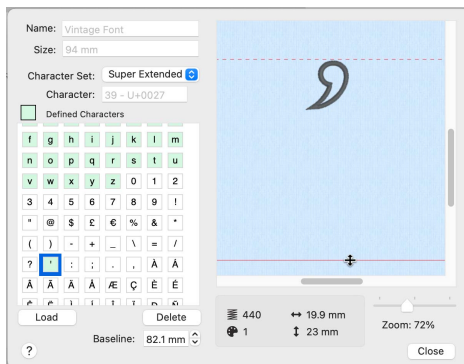 Name: Vintage Font
Size: 94 mm
Character Set: Super Extended
Character: 39 - U+0027
Defined Characters
f g h i j k l m
n o p q r s t u
v w x y z 0 1 2
3 4 5 6 7 8 9 !
" @ $ £ € % & *
( ) - + _ \ = /
? ' : ; . , À Á
Load Delete
Baseline: 82.1 mm
?
440 19.9 mm
1 23 mm
Zoom: 72%
Close